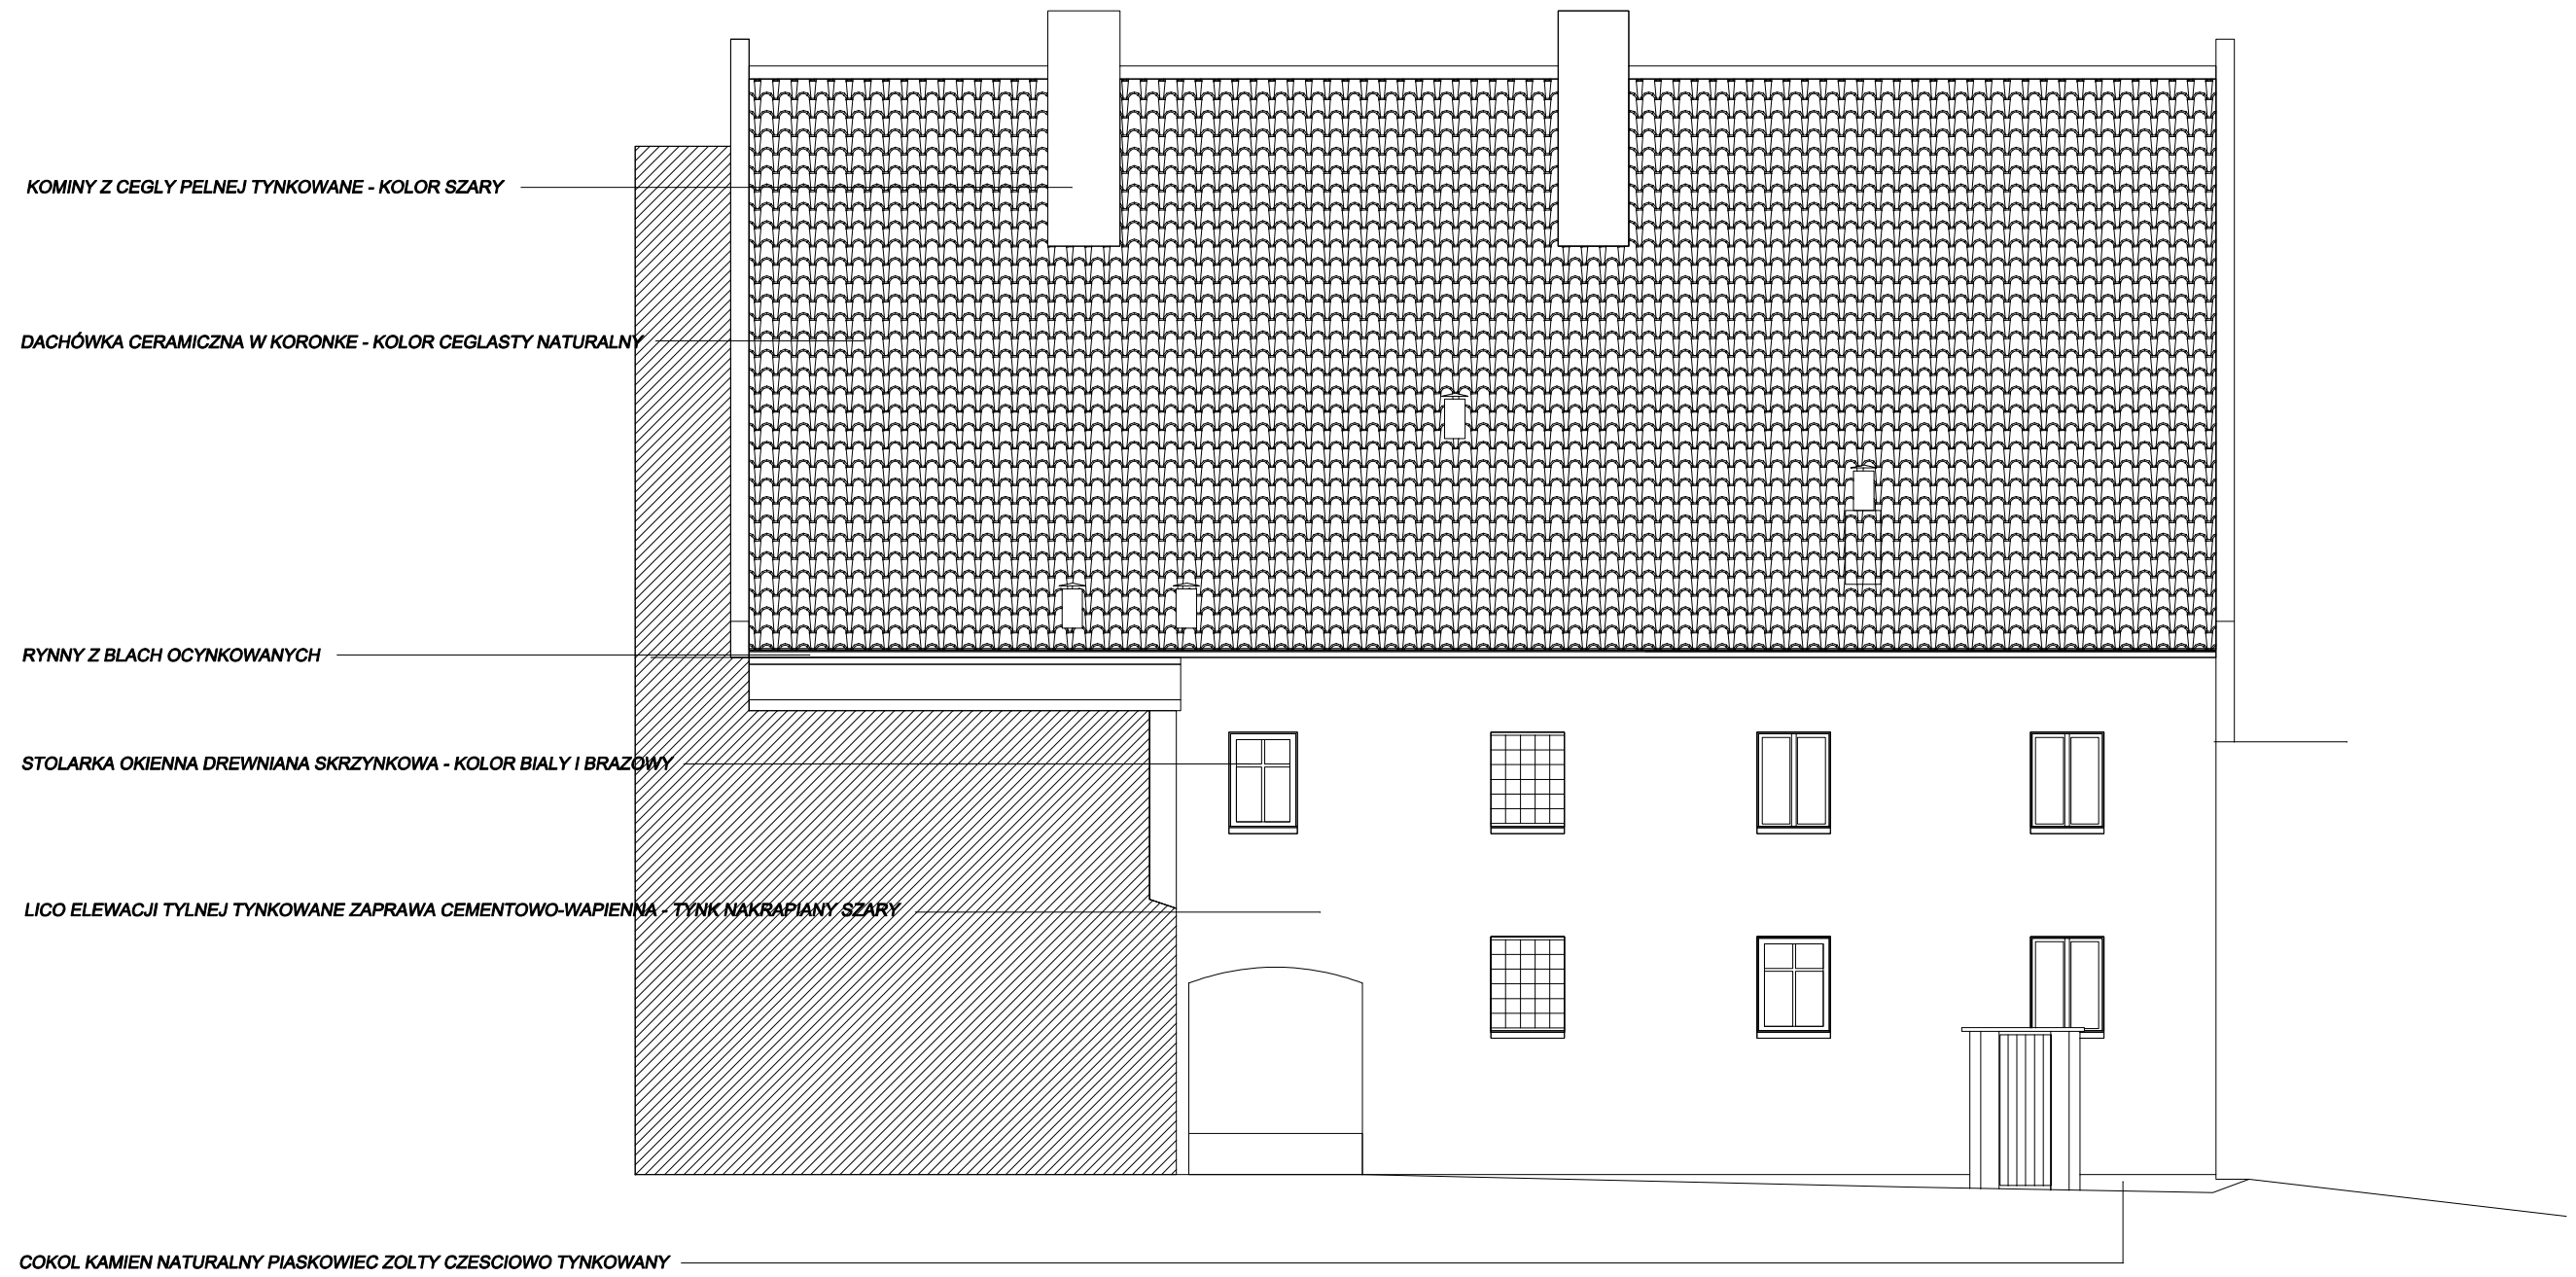 KOMINY Z CEGLY PELNEJ TYNKOWANE - KOLOR SZARY
DACHÓWKA CERAMICZNA W KORONKE - KOLOR CEGLASTY NATURALNY
RYNNY Z BLACH OCYNKOWANYCH
STOLARKA OKIENNA DREWNIANA SKRZYNKOWA - KOLOR BIALY I BRAZOWY
LICO ELEWACJI TYLNEJ TYNKOWANE ZAPRAWA CEMENTOWO-WAPIENNA - TYNK NAKRAPIANY SZARY
COKOL KAMIEN NATURALNY PIASKOWIEC ZOLTY CZESCIOWO TYNKOWANY